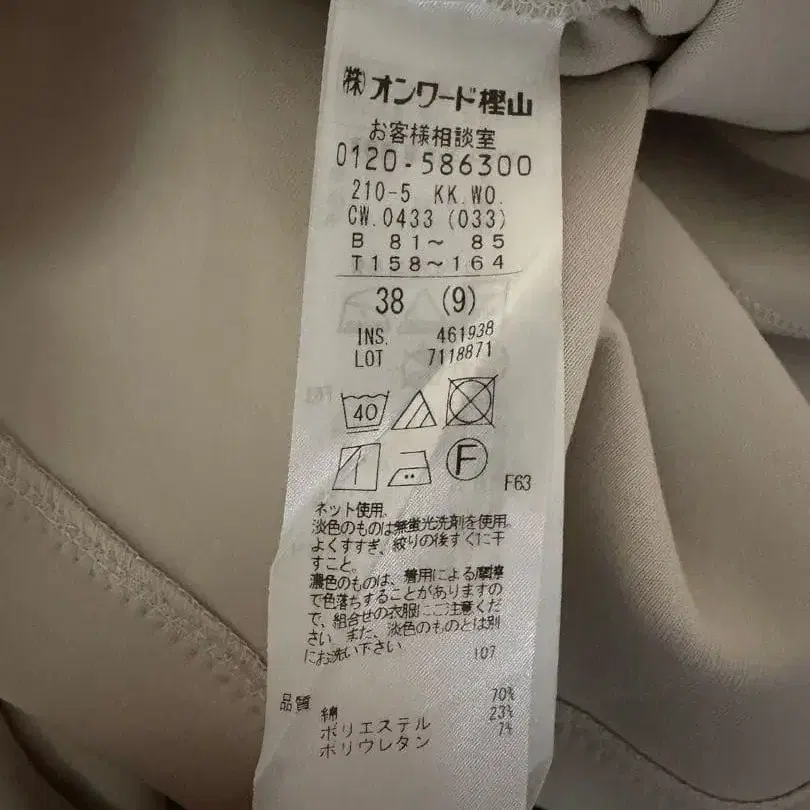 (株)オンワード樫山
お客様相談室
0120-586300
210-5 KK.WO.
CW.0433 (033)
B 81~ 85
T158~164
38 (9)
INS. 461938
LOT 7118871
40
F
F63
ネット使用。
淡色のものは無蛍光洗剤を使用。
よくすすぎ、絞りの後すぐに干
すこと。
濃色のものは、着用による摩擦
で色落ちすることがありますの
で、組合せの衣服にご注意くだ
さい。また、淡色のものとは別
にお洗い下さい。
107
品質
綿 70%
ポリエステル 23%
ポリウレタン 7%